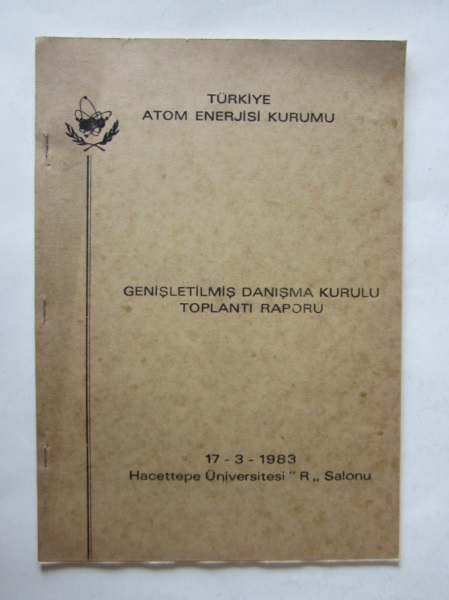 TÜRKİYE
ATOM ENERJİSİ KURUMU
GENİŞLETİLMİŞ DANIŞMA KURULU
TOPLANTI RAPORU
17 - 3 - 1983
Hacettepe Üniversitesi " R „ Salonu